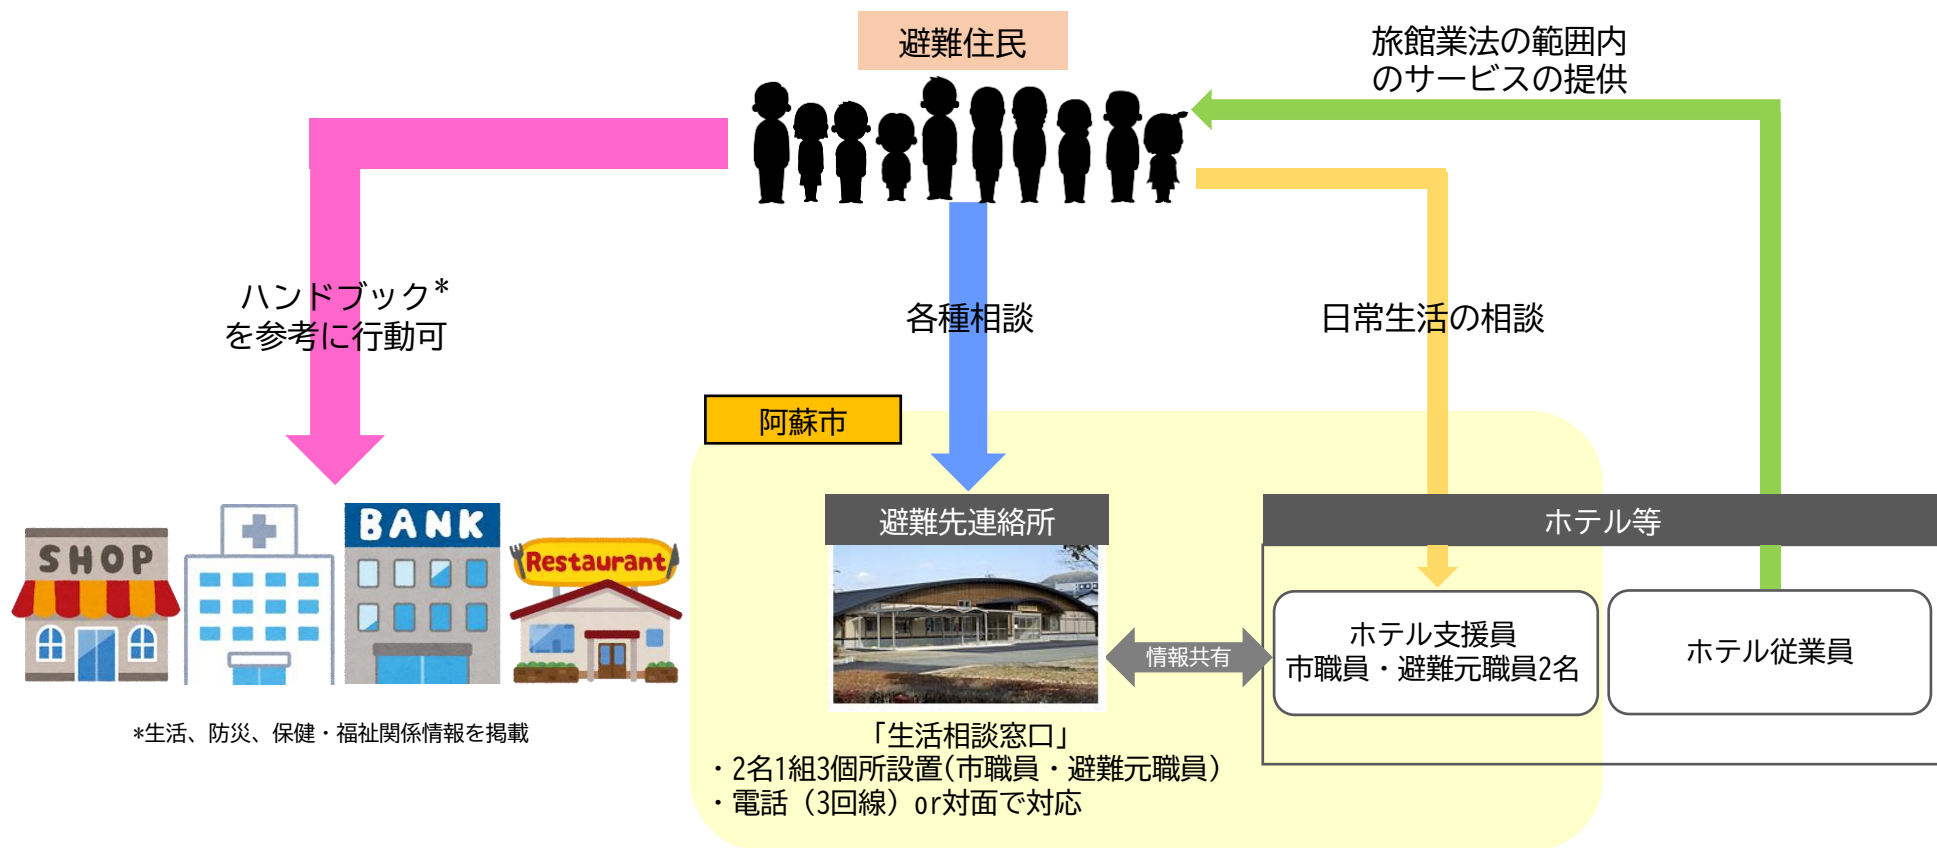 避難住民
旅館業法の範囲内
のサービスの提供
ハンドブック*
を参考に行動可
各種相談
日常生活の相談
阿蘇市
避難先連絡所
ホテル等
SHOP
BANK
Restaurant
情報共有
ホテル支援員
市職員・避難元職員2名
ホテル従業員
*生活、防災、保健・福祉関係情報を掲載
「生活相談窓口」
・2名1組3個所設置(市職員・避難元職員)
・電話（3回線）or対面で対応